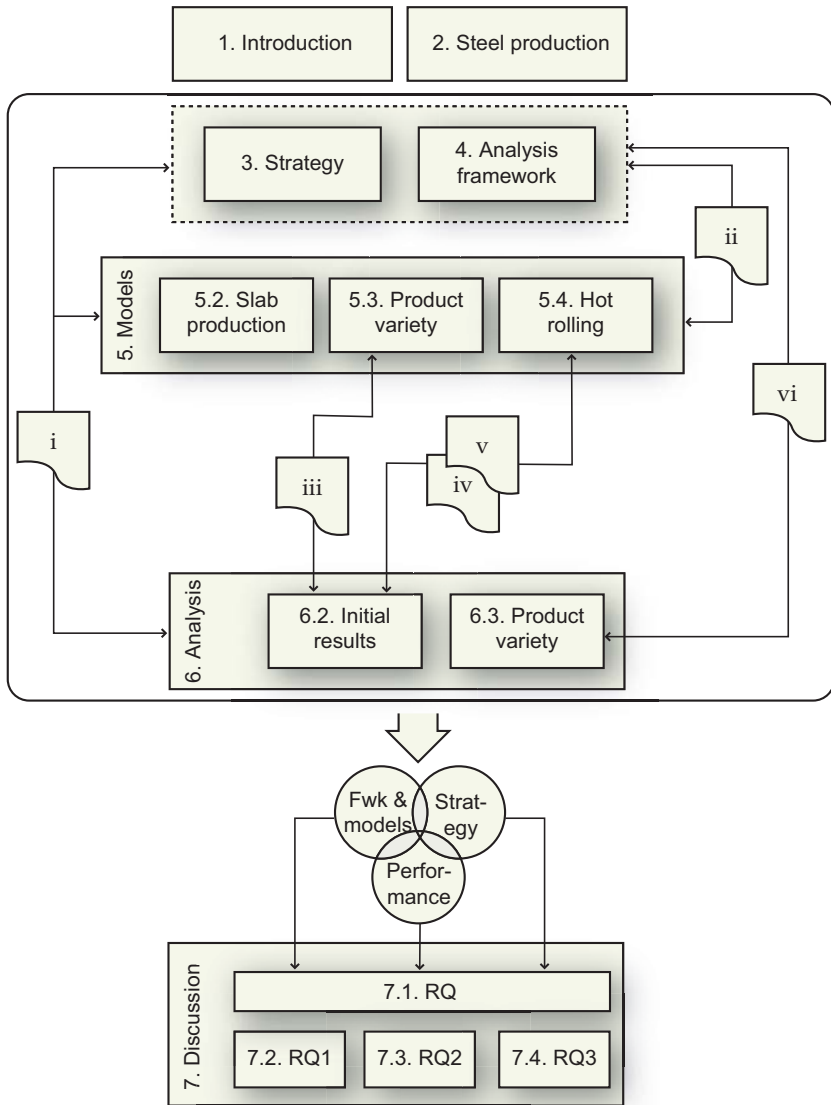 1. Introduction
2. Steel production
3. Strategy
4. Analysis
framework
ii
5. Models
5.2. Slab
production
5.3. Product
variety
5.4. Hot
rolling
vi
i
v
iii
iv
6. Analysis
6.2. Initial
results
6.3. Product
variety
Fwk &
models
Strat-
egy
Perfor-
mance
7. Discussion
7.1. RQ
7.2. RQ1
7.3. RQ2
7.4. RQ3